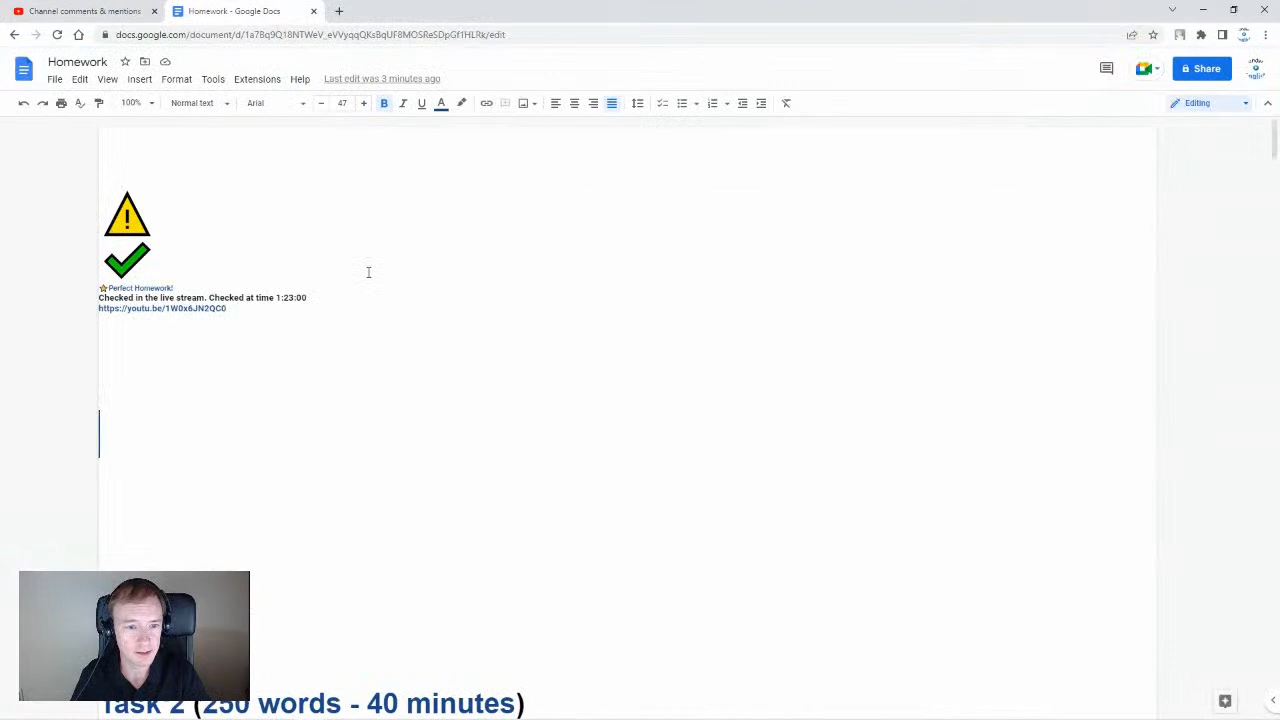 Channel comments & mentions
Homework - Google Docs
docs.google.com/document/d/1a7Bq9Q18NTWeV_eVVyqqQKsBqUF8MOSReSDpGf1HLRk/edit
Homework
File Edit View Insert Format Tools Extensions Help Last edit was 3 minutes ago
Share
100% Normal text Arial 47 Editing
Perfect Homework!
Checked in the live stream. Checked at time 1:23:00
https://youtu.be/1W0x6JN2QC0
Task 2 (250 words - 40 minutes)